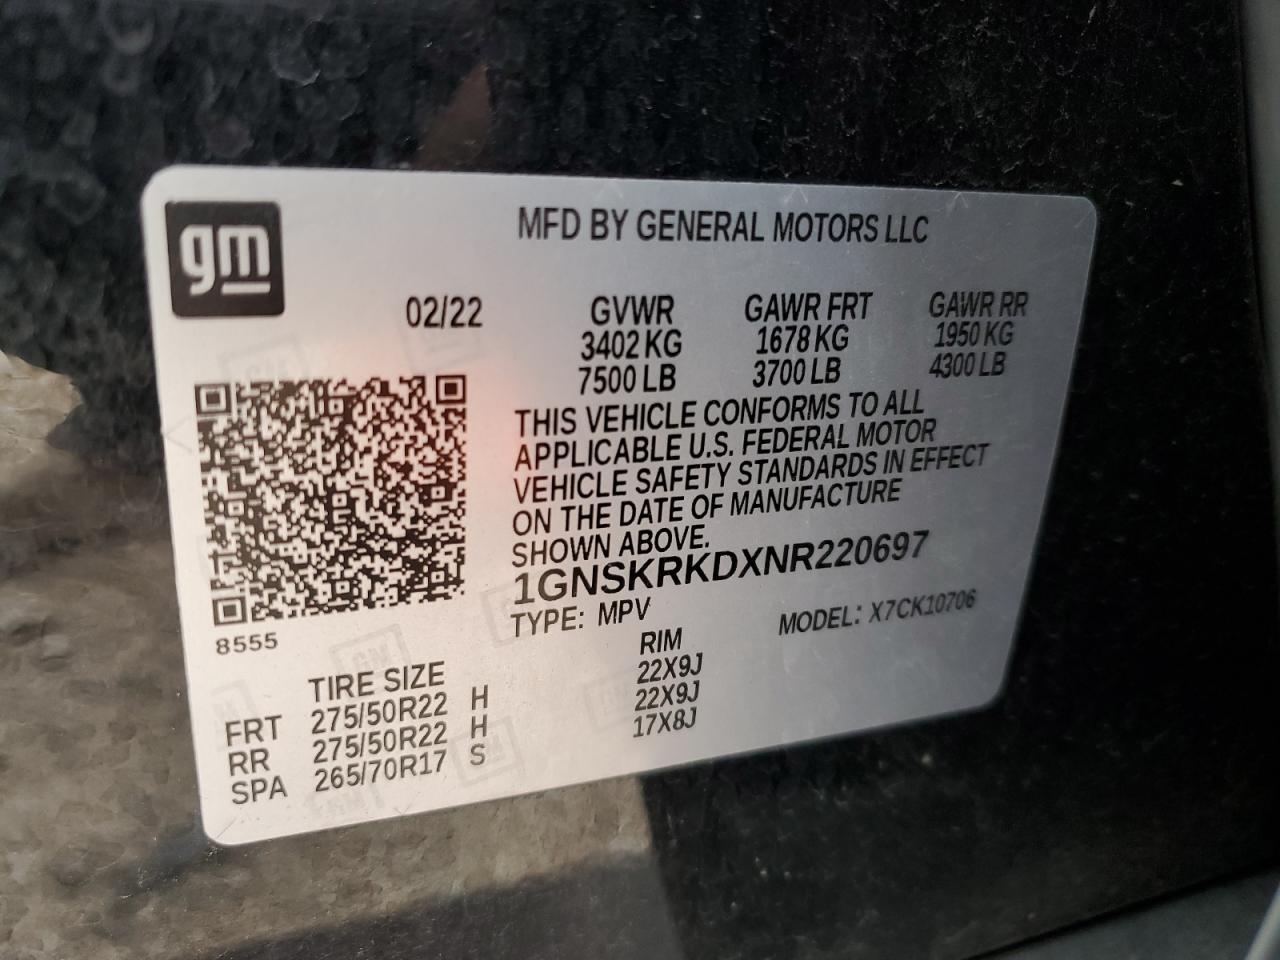 gm
MFD BY GENERAL MOTORS LLC
02/22
GVWR GAWR FRT GAWR RR
3402 KG 1678 KG 1950 KG
7500 LB 3700 LB 4300 LB
THIS VEHICLE CONFORMS TO ALL
APPLICABLE U.S. FEDERAL MOTOR
VEHICLE SAFETY STANDARDS IN EFFECT
ON THE DATE OF MANUFACTURE
SHOWN ABOVE.
1GNSKRKDXNR220697
TYPE: MPV MODEL: X7CK10706
8555
TIRE SIZE RIM
FRT 275/50R22 H 22X9J
RR 275/50R22 H 22X9J
SPA 265/70R17 S 17X8J